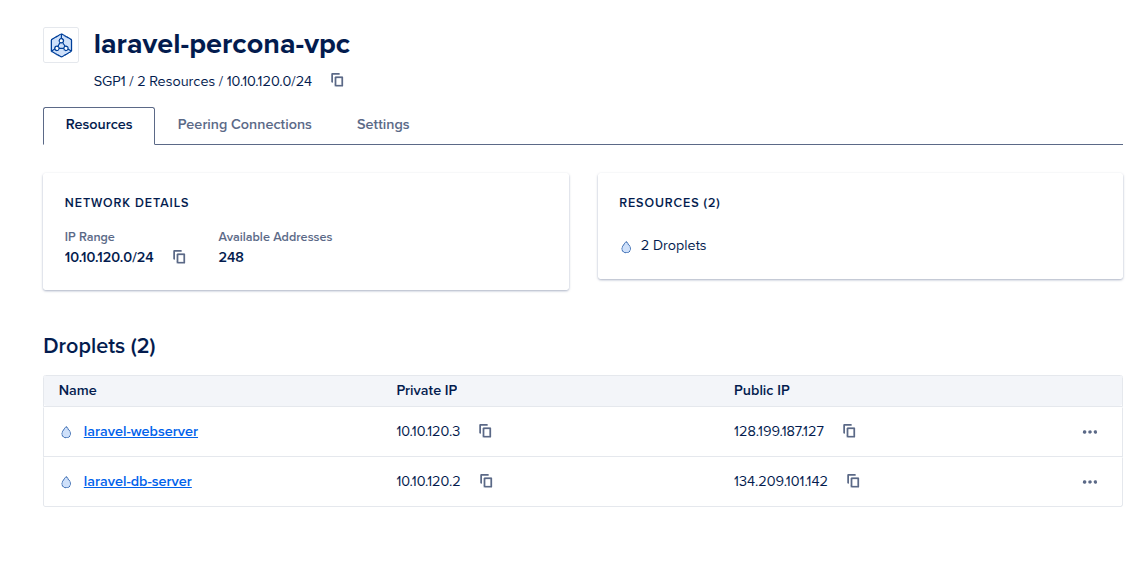 laravel-percona-vpc
SGP1 / 2 Resources / 10.10.120.0/24
Resources Peering Connections Settings
NETWORK DETAILS
IP Range Available Addresses
10.10.120.0/24 248
RESOURCES (2)
2 Droplets
Droplets (2)
Name Private IP Public IP
laravel-webserver 10.10.120.3 128.199.187.127
laravel-db-server 10.10.120.2 134.209.101.142